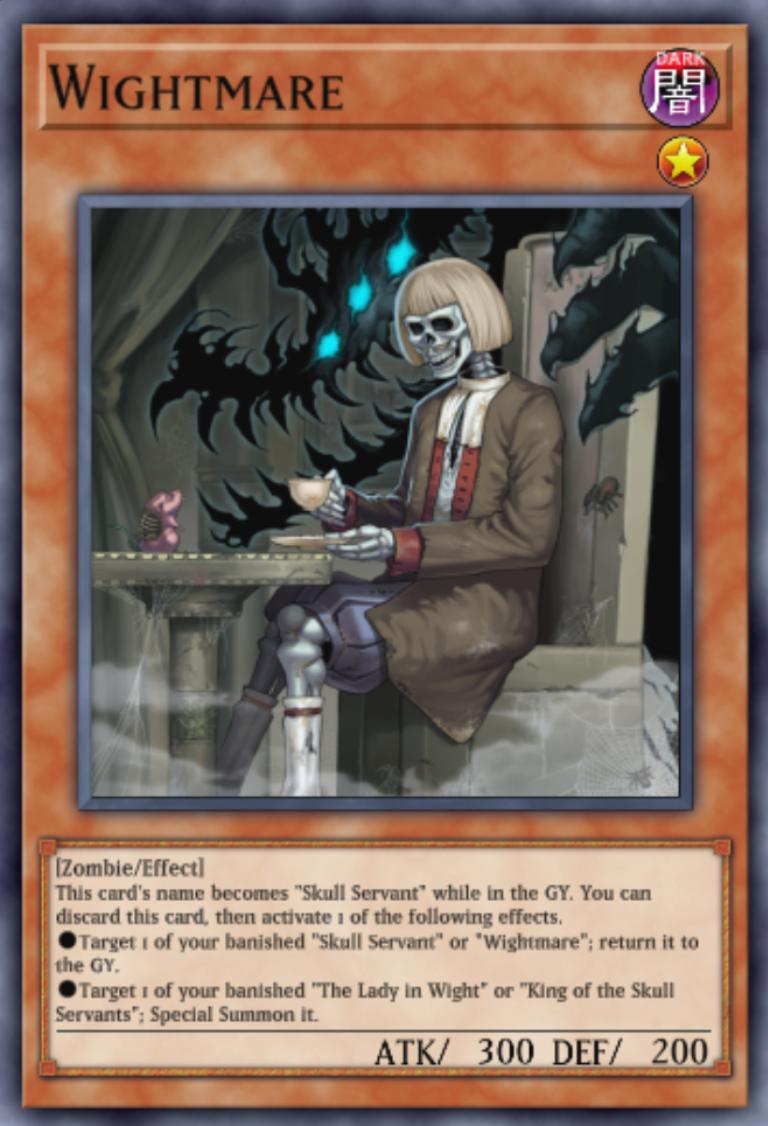 WIGHTMARE
DARK
闇
[Zombie/Effect]
This card's name becomes "Skull Servant" while in the GY. You can
discard this card, then activate 1 of the following effects.
●Target 1 of your banished "Skull Servant" or "Wightmare"; return it to
the GY.
●Target 1 of your banished "The Lady in Wight" or "King of the Skull
Servants"; Special Summon it.
ATK/ 300 DEF/ 200